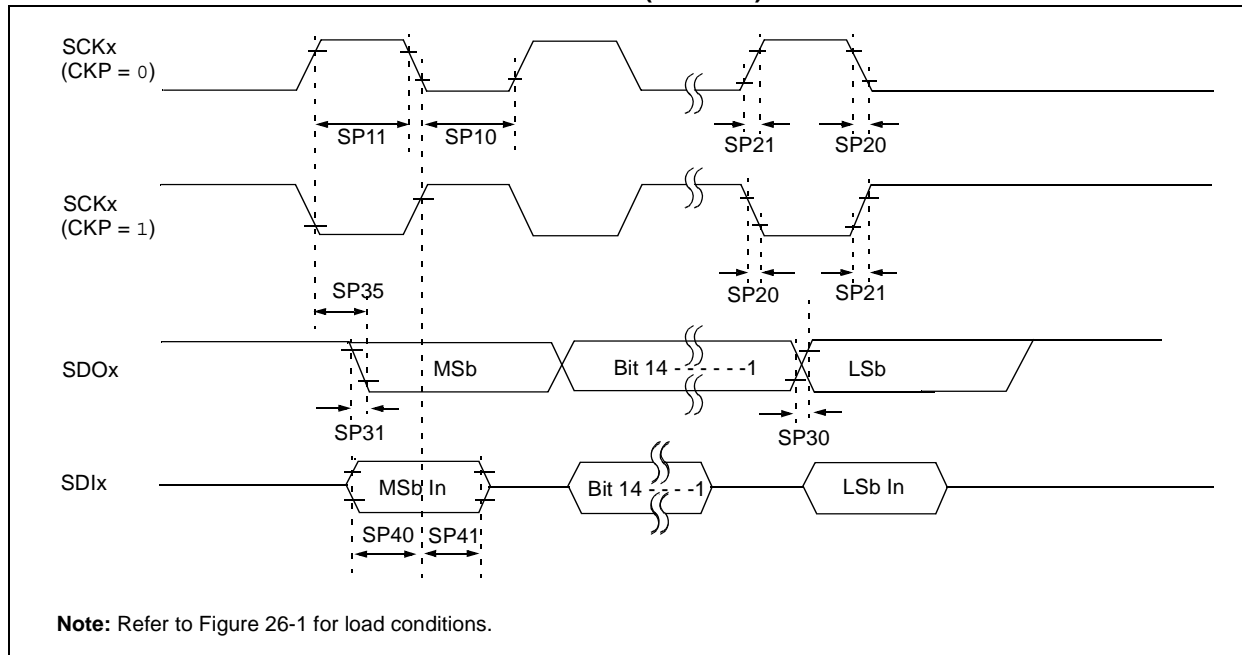 SCKx
(CKP = 0)
SP11
SP10
SP21
SP20
SCKx
(CKP = 1)
SP35
SP20
SP21
SDOx
MSb
Bit 14 - - - - - -1
LSb
SP31
SP30
SDIx
MSb In
Bit 14 - - - -1
LSb In
SP40
SP41
Note: Refer to Figure 26-1 for load conditions.